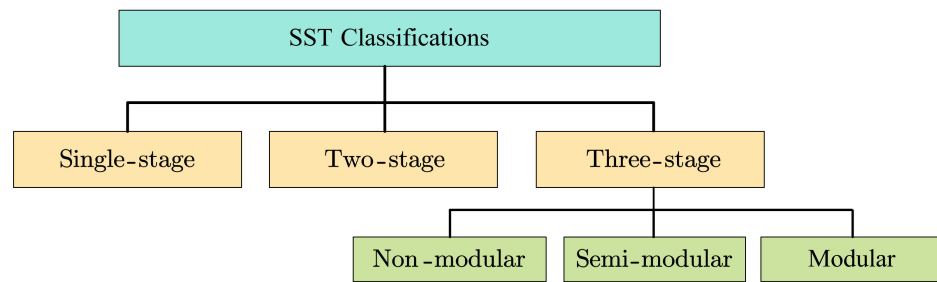 SST Classifications
Single-stage
Two-stage
Three-stage
Non-modular
Semi-modular
Modular